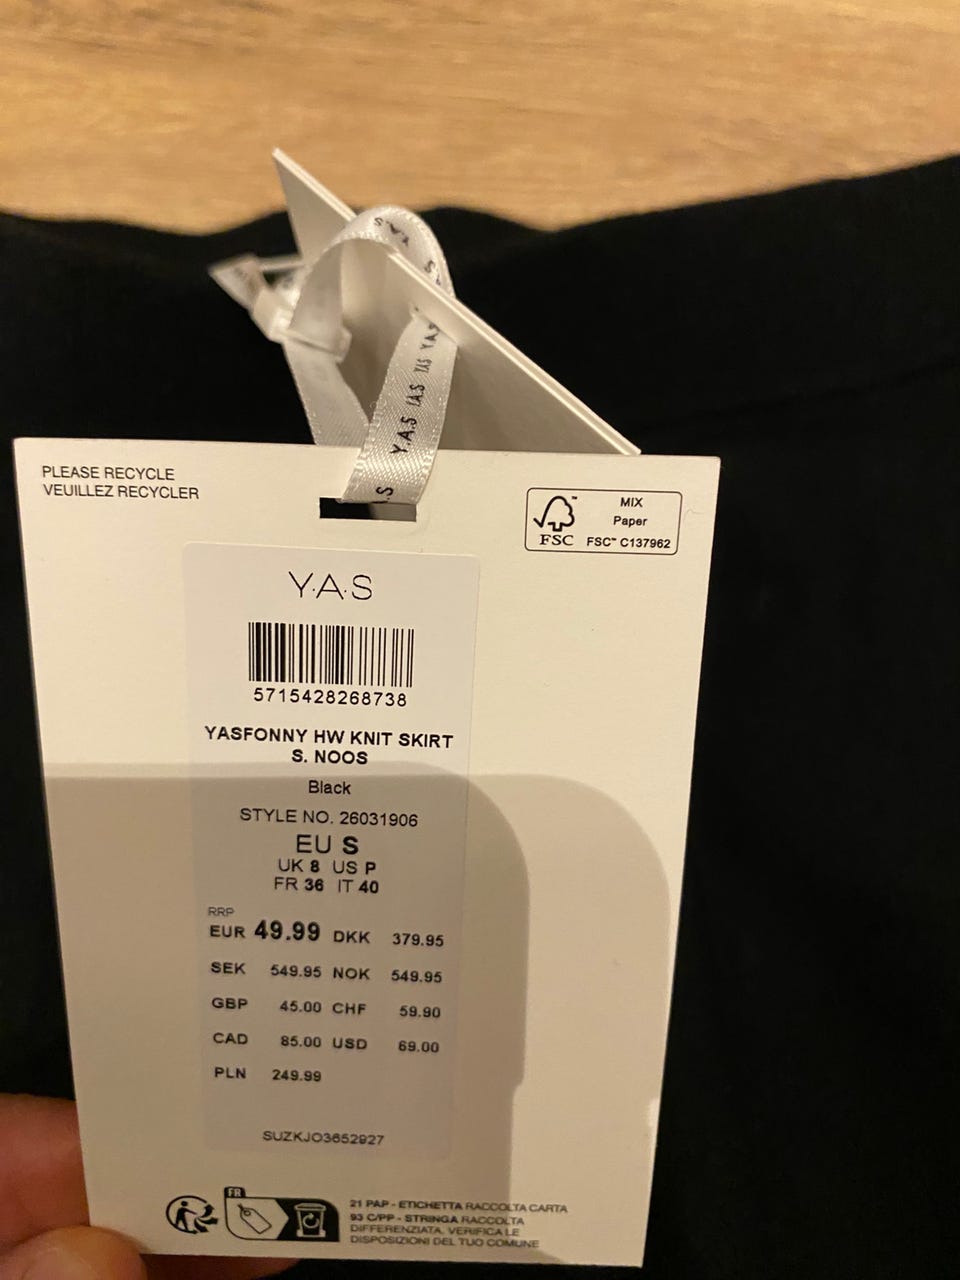 Y.A.S
Y.A.S Y.A.S YAS YAS
PLEASE RECYCLE
VEUILLEZ RECYCLER
FSC
MIX
Paper
FSC™ C137962
Y.A.S
5715428268738
YASFONNY HW KNIT SKIRT
S. NOOS
Black
STYLE NO. 26031906
EU S
UK 8 US P
FR 36 IT 40
RRP
EUR 49.99 DKK 379.95
SEK 549.95 NOK 549.95
GBP 45.00 CHF 59.90
CAD 85.00 USD 69.00
PLN 249.99
SUZKJO3652927
FR
21 PAP - ETICHETTA RACCOLTA CARTA
93 C/PP - STRINGA RACCOLTA
DIFFERENZIATA. VERIFICA LE
DISPOSIZIONI DEL TUO COMUNE